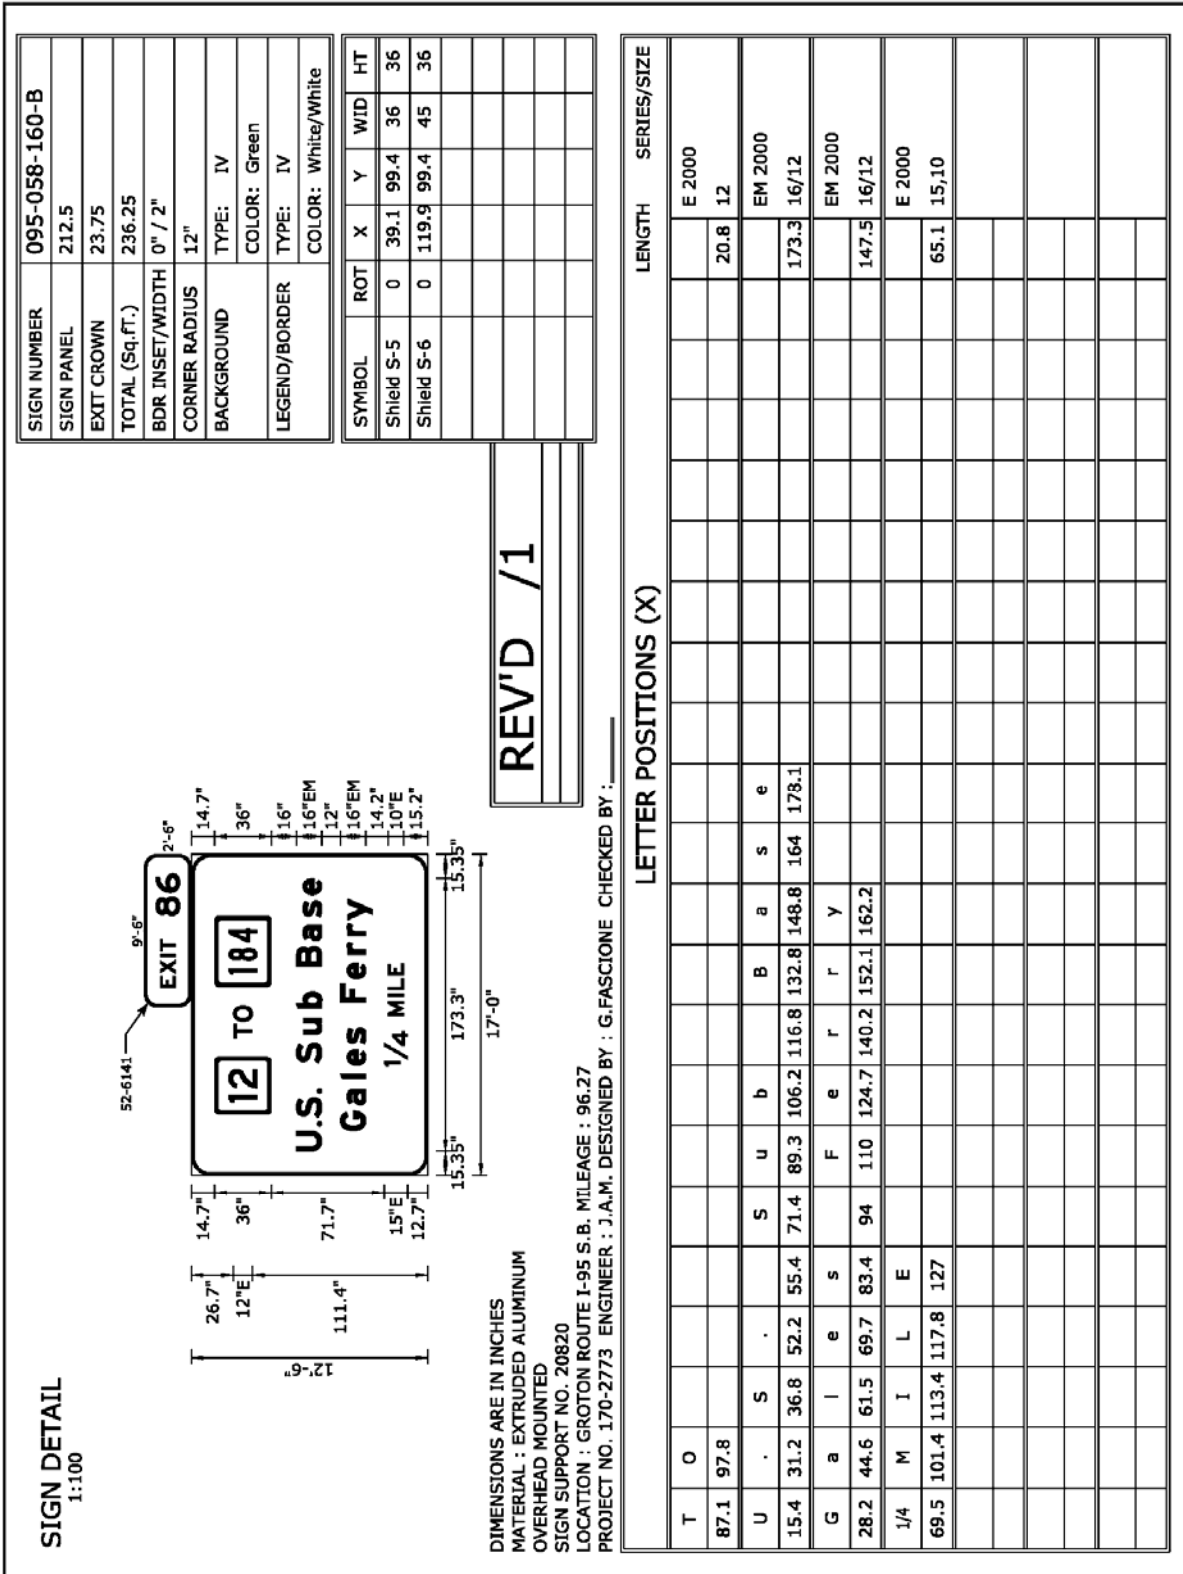 SIGN DETAIL
1:100
52-6141
9'-6"
2'-6"
EXIT 86
12 TO 184
U.S. Sub Base
Gales Ferry
1/4 MILE
12'-6"
26.7"
12"E
111.4"
14.7"
36"
71.7"
15"E
12.7"
14.7"
36"
16"
16"EM
12"
16"EM
14.2"
10"E
15.2"
15.35" 173.3" 15.35"
17'-0"
SIGN NUMBER 095-058-160-B
SIGN PANEL 212.5
EXIT CROWN 23.75
TOTAL (Sq.fT.) 236.25
BDR INSET/WIDTH 0" / 2"
CORNER RADIUS 12"
BACKGROUND TYPE: IV
COLOR: Green
LEGEND/BORDER TYPE: IV
COLOR: White/White
SYMBOL ROT X Y WID HT
Shield S-5 0 39.1 99.4 36 36
Shield S-6 0 119.9 99.4 45 36
REV'D /1
DIMENSIONS ARE IN INCHES
MATERIAL : EXTRUDED ALUMINUM
OVERHEAD MOUNTED
SIGN SUPPORT NO. 20820
LOCATION : GROTON ROUTE I-95 S.B. MILEAGE : 96.27
PROJECT NO. 170-2773 ENGINEER : J.A.M. DESIGNED BY : G.FASCIONE CHECKED BY :
LETTER POSITIONS (X) LENGTH SERIES/SIZE
T O E 2000
87.1 97.8 20.8 12
U . S . S u b B a s e EM 2000
15.4 31.2 36.8 52.2 55.4 71.4 89.3 106.2 116.8 132.8 148.8 164 178.1 173.3 16/12
G a l e s F e r r y EM 2000
28.2 44.6 61.5 69.7 83.4 94 110 124.7 140.2 152.1 162.2 147.5 16/12
1/4 M I L E E 2000
69.5 101.4 113.4 117.8 127 65.1 15,10